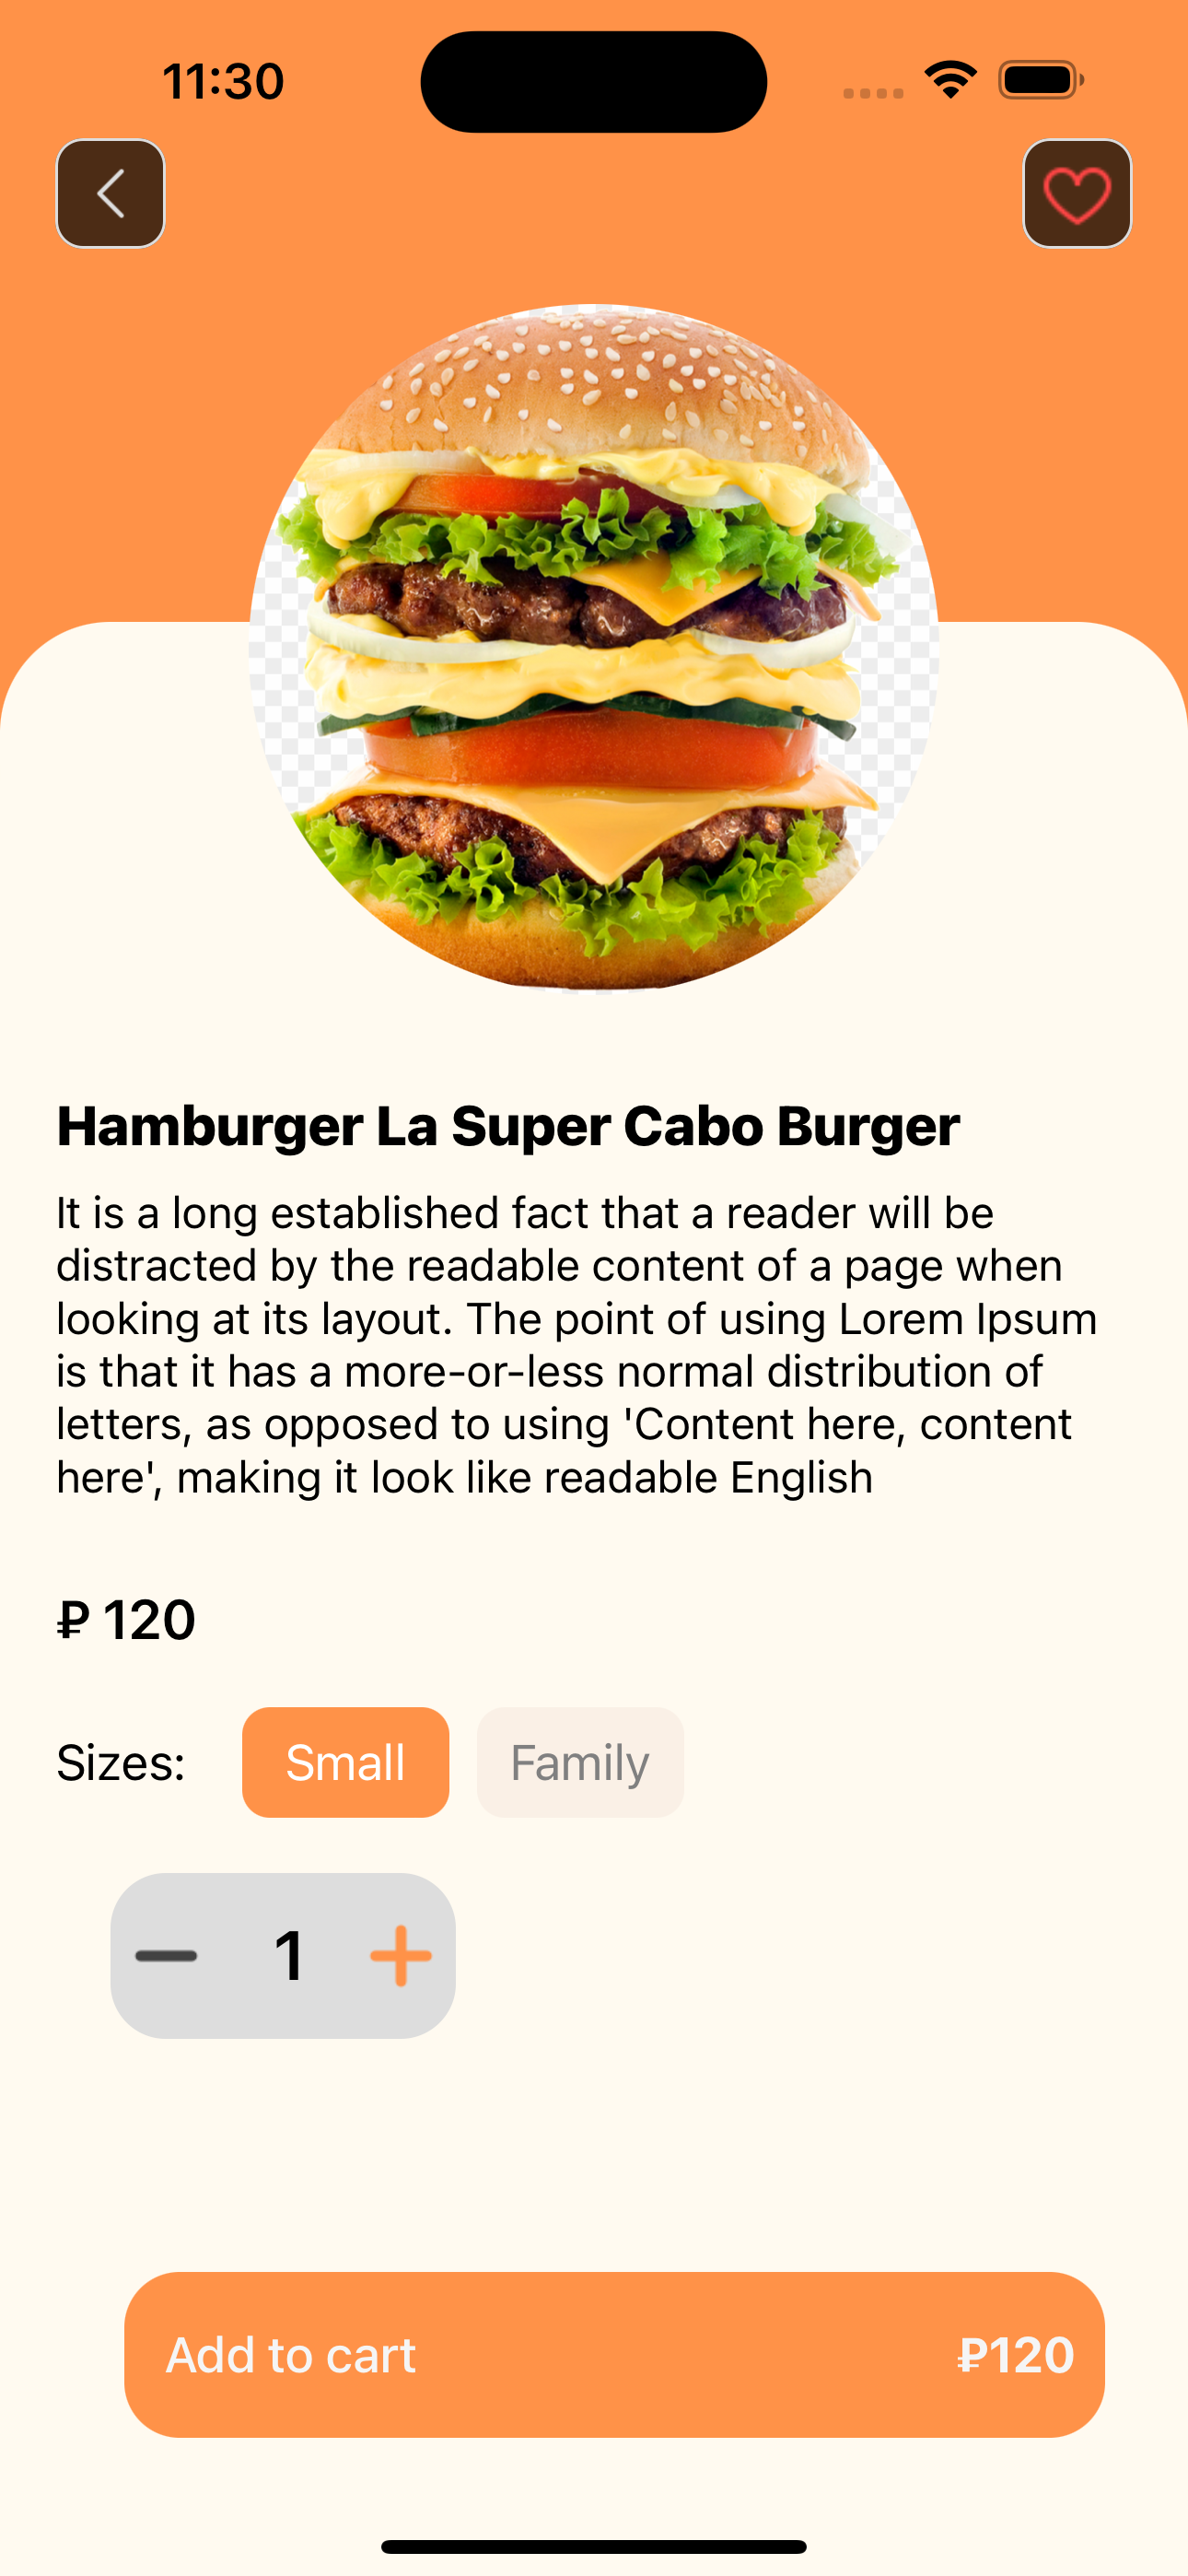 11:30
Hamburger La Super Cabo Burger
It is a long established fact that a reader will be
distracted by the readable content of a page when
looking at its layout. The point of using Lorem Ipsum
is that it has a more-or-less normal distribution of
letters, as opposed to using 'Content here, content
here', making it look like readable English
₽ 120
Sizes: Small Family
1
Add to cart ₽120